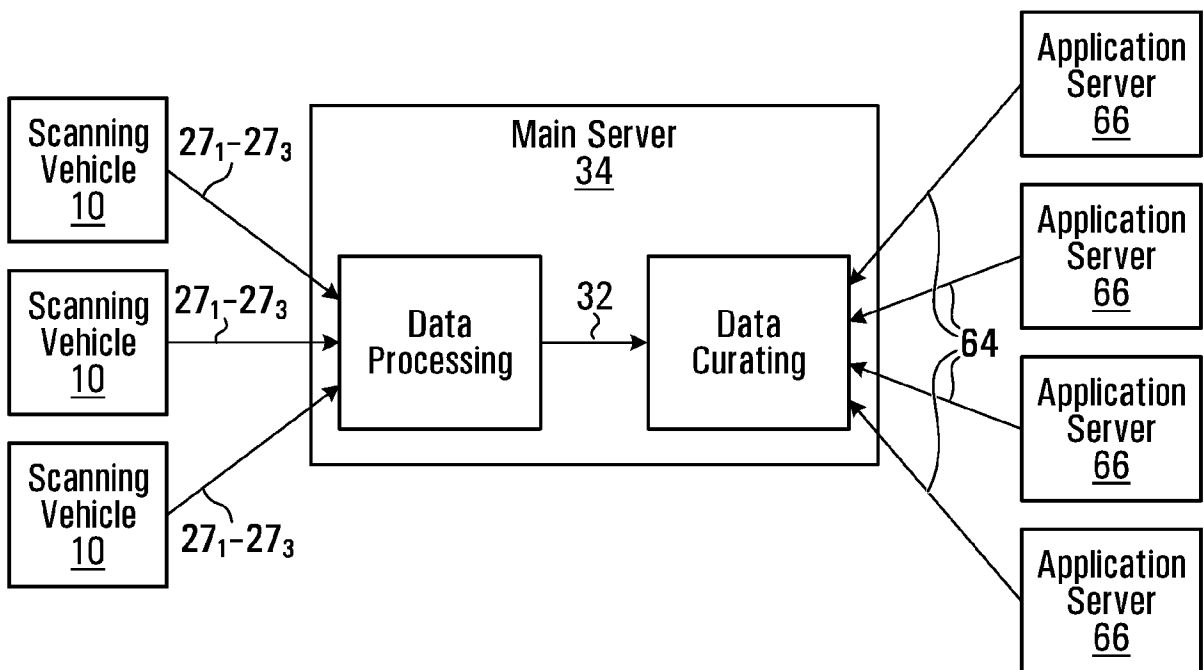 Scanning
Vehicle
10
27₁-27₃
Scanning
Vehicle
10
27₁-27₃
Scanning
Vehicle
10
27₁-27₃
Main Server
34
Data
Processing
32
Data
Curating
64
Application
Server
66
Application
Server
66
Application
Server
66
Application
Server
66